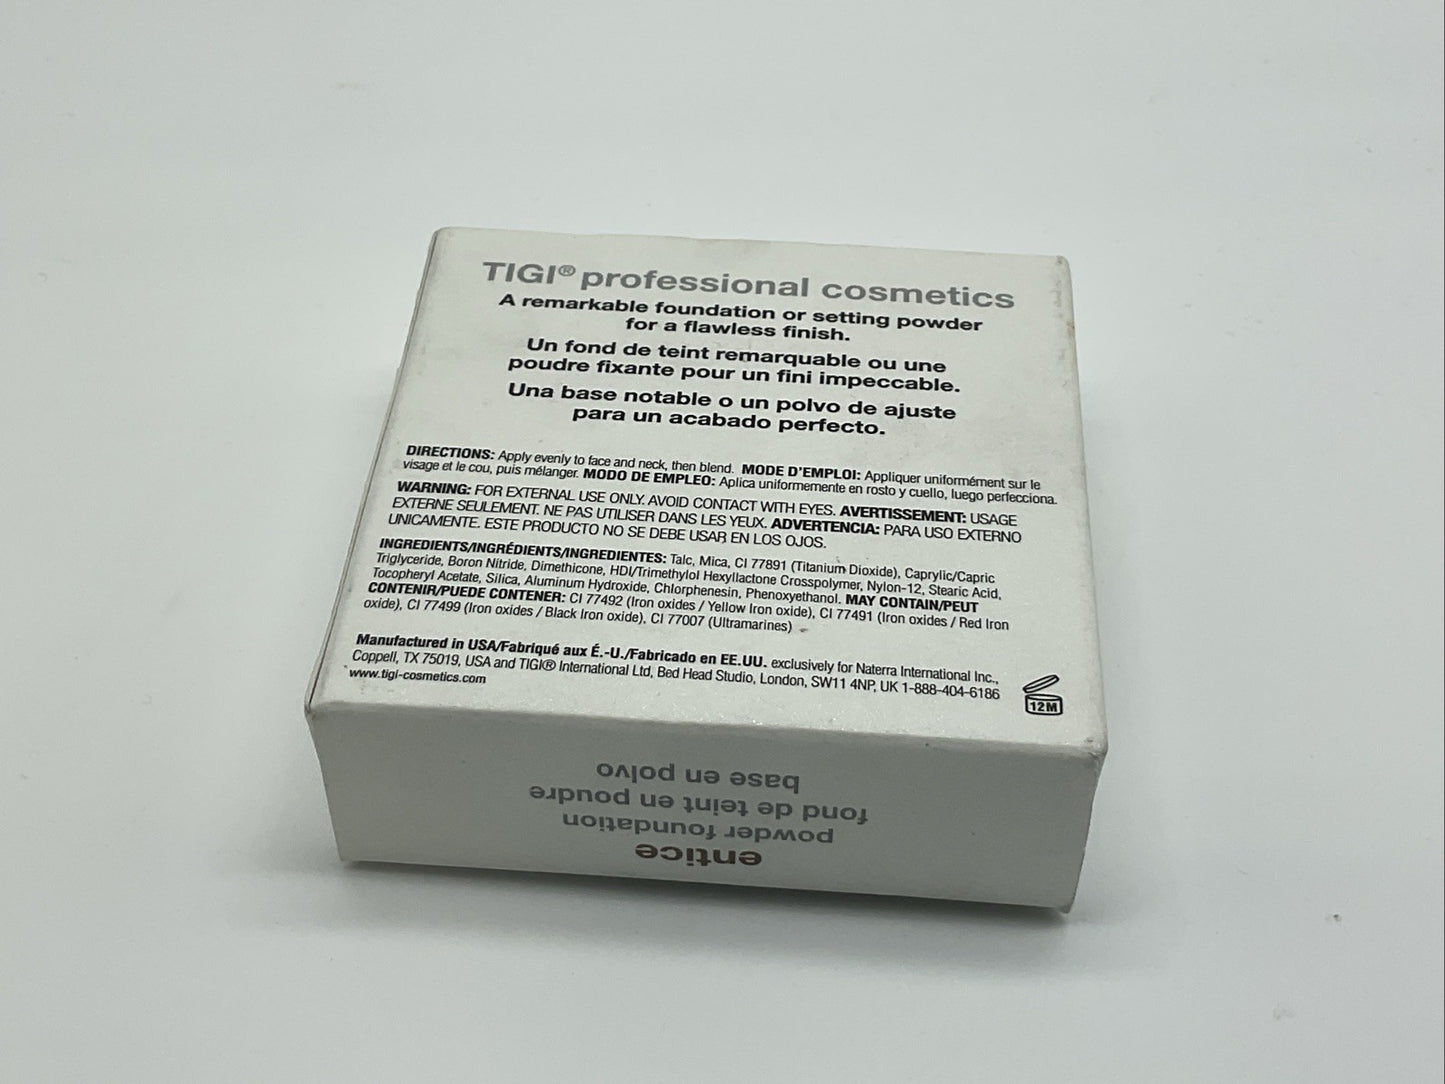 TIGI® professional cosmetics
A remarkable foundation or setting powder
for a flawless finish.
Un fond de teint remarquable ou une
poudre fixante pour un fini impeccable.
Una base notable o un polvo de ajuste
para un acabado perfecto.
DIRECTIONS: Apply evenly to face and neck, then blend. MODE D'EMPLOI: Appliquer uniformément sur le
visage et le cou, puis mélanger. MODO DE EMPLEO: Aplica uniformemente en rosto y cuello, luego perfecciona.
WARNING: FOR EXTERNAL USE ONLY. AVOID CONTACT WITH EYES. AVERTISSEMENT: USAGE
EXTERNE SEULEMENT. NE PAS UTILISER DANS LES YEUX. ADVERTENCIA: PARA USO EXTERNO
UNICAMENTE. ESTE PRODUCTO NO SE DEBE USAR EN LOS OJOS.
INGREDIENTS/INGRÉDIENTS/INGREDIENTES: Talc, Mica, CI 77891 (Titanium Dioxide), Caprylic/Capric
Triglyceride, Boron Nitride, Dimethicone, HDI/Trimethylol Hexyllactone Crosspolymer, Nylon-12, Stearic Acid,
Tocopheryl Acetate, Silica, Aluminum Hydroxide, Chlorphenesin, Phenoxyethanol. MAY CONTAIN/PEUT
CONTENIR/PUEDE CONTENER: CI 77492 (Iron oxides / Yellow Iron oxide), CI 77491 (Iron oxides / Red Iron
oxide), CI 77499 (Iron oxides / Black Iron oxide), CI 77007 (Ultramarines)
Manufactured in USA/Fabriqué aux É.-U./Fabricado en EE.UU. exclusively for Naterra International Inc.,
Coppell, TX 75019, USA and TIGI® International Ltd, Bed Head Studio, London, SW11 4NP, UK 1-888-404-6186
www.tigi-cosmetics.com
12M
entice
powder foundation
fond de teint en poudre
base en polvo